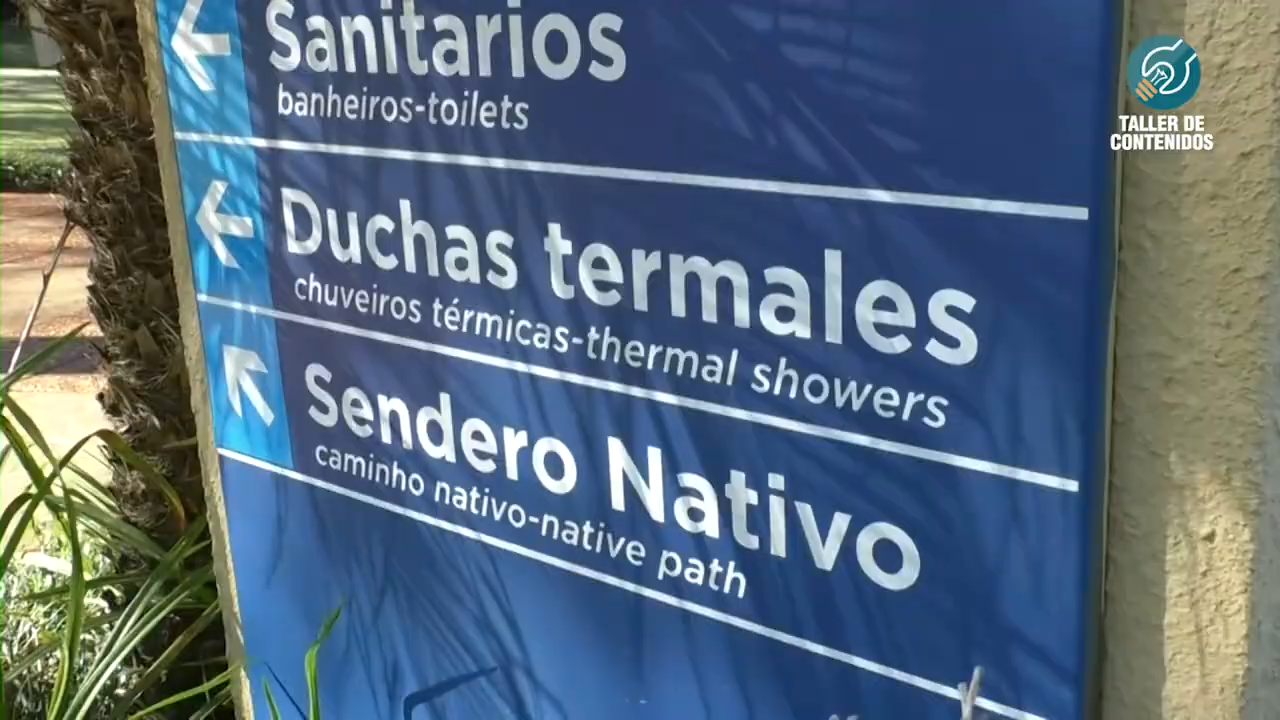 Sanitarios
banheiros-toilets
Duchas termales
chuveiros térmicas-thermal showers
Sendero Nativo
caminho nativo-native path
TALLER DE
CONTENIDOS